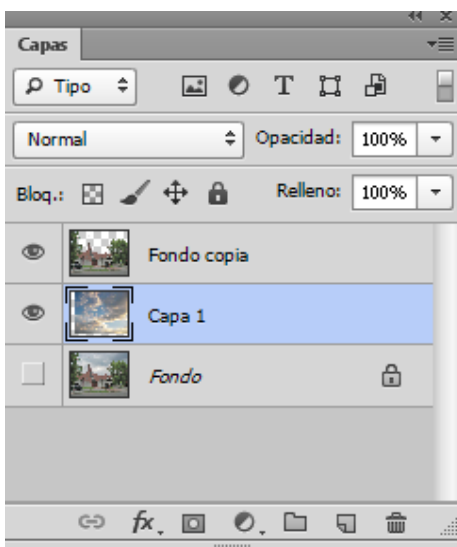 Capas
Tipo T
Normal Opacidad: 100%
Bloq.: Relleno: 100%
Fondo copia
Capa 1
Fondo
fx